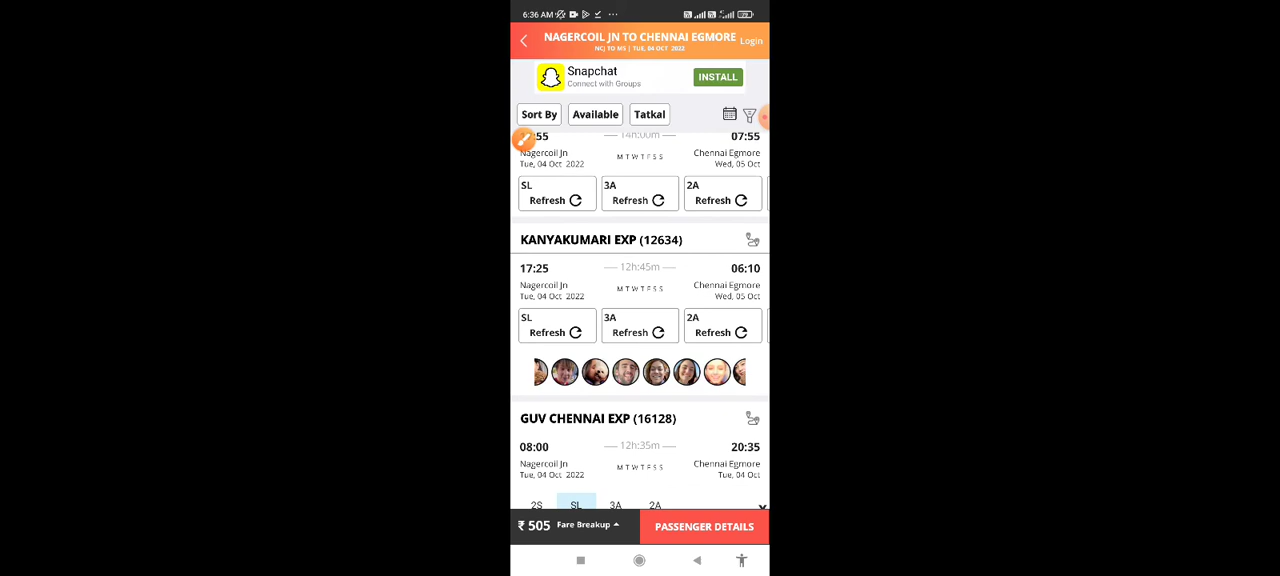 6:36 AM
NAGERCOIL JN TO CHENNAI EGMORE
Login
NCJ TO MS | TUE, 04 OCT 2022
Snapchat
Connect with Groups
INSTALL
Sort By Available Tatkal
:55 14h:00m 07:55
Nagercoil Jn M T W T F S S Chennai Egmore
Tue, 04 Oct 2022 Wed, 05 Oct
SL 3A 2A
Refresh Refresh Refresh
KANYAKUMARI EXP (12634)
17:25 12h:45m 06:10
Nagercoil Jn M T W T F S S Chennai Egmore
Tue, 04 Oct 2022 Wed, 05 Oct
SL 3A 2A
Refresh Refresh Refresh
GUV CHENNAI EXP (16128)
08:00 12h:35m 20:35
Nagercoil Jn M T W T F S S Chennai Egmore
Tue, 04 Oct 2022 Tue, 04 Oct
2S SL 3A 2A
₹ 505 Fare Breakup PASSENGER DETAILS